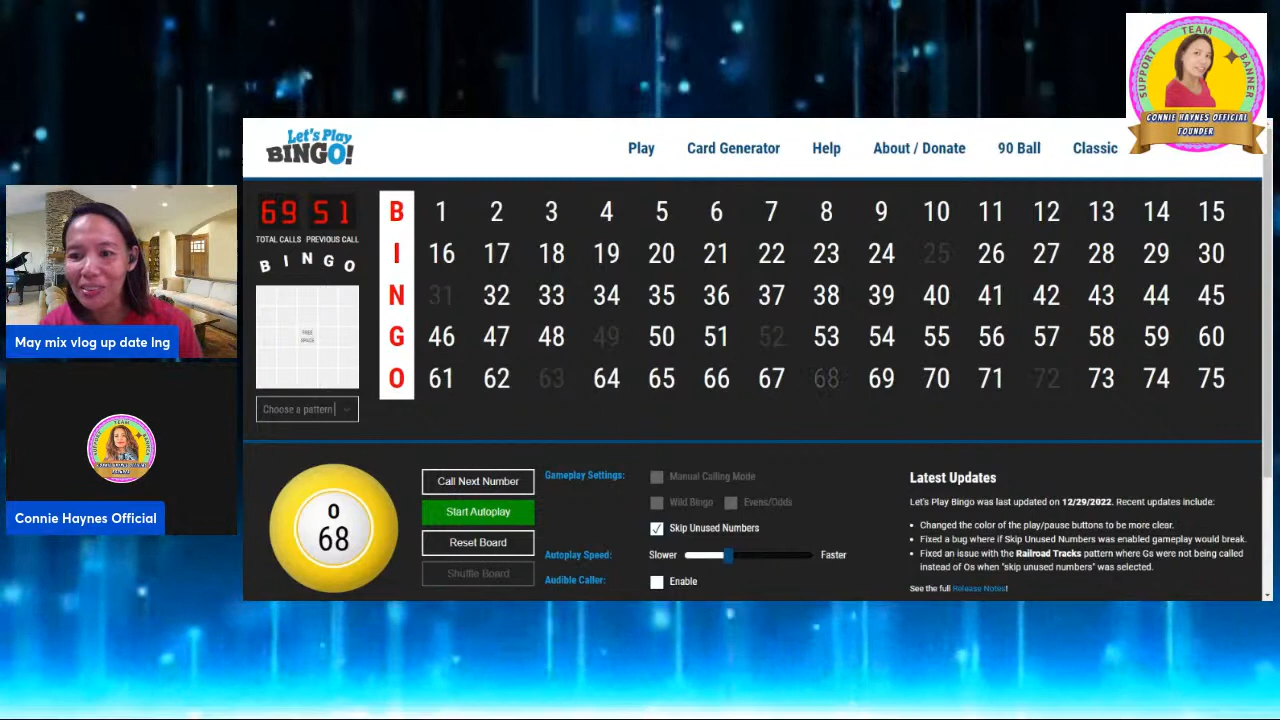 SUPPORT TEAM BANNER
CONNIE HAYNES OFFICIAL
FOUNDER
Let's Play
BINGO!
Play Card Generator Help About / Donate 90 Ball Classic
69 51
TOTAL CALLS PREVIOUS CALL
B I N G O
FREE
SPACE
Choose a pattern
B 1 2 3 4 5 6 7 8 9 10 11 12 13 14 15
I 16 17 18 19 20 21 22 23 24 25 26 27 28 29 30
N 31 32 33 34 35 36 37 38 39 40 41 42 43 44 45
G 46 47 48 49 50 51 52 53 54 55 56 57 58 59 60
O 61 62 63 64 65 66 67 68 69 70 71 72 73 74 75
May mix vlog up date lng
Connie Haynes Official
O
68
Call Next Number
Start Autoplay
Reset Board
Shuffle Board
Gameplay Settings: Manual Calling Mode
Wild Bingo Evens/Odds
Skip Unused Numbers
Autoplay Speed: Slower Faster
Audible Caller: Enable
Latest Updates
Let's Play Bingo was last updated on 12/29/2022. Recent updates include:
• Changed the color of the play/pause buttons to be more clear.
• Fixed a bug where if Skip Unused Numbers was enabled gameplay would break.
• Fixed an issue with the Railroad Tracks pattern where Gs were not being called
instead of Os when "skip unused numbers" was selected.
See the full Release Notes!